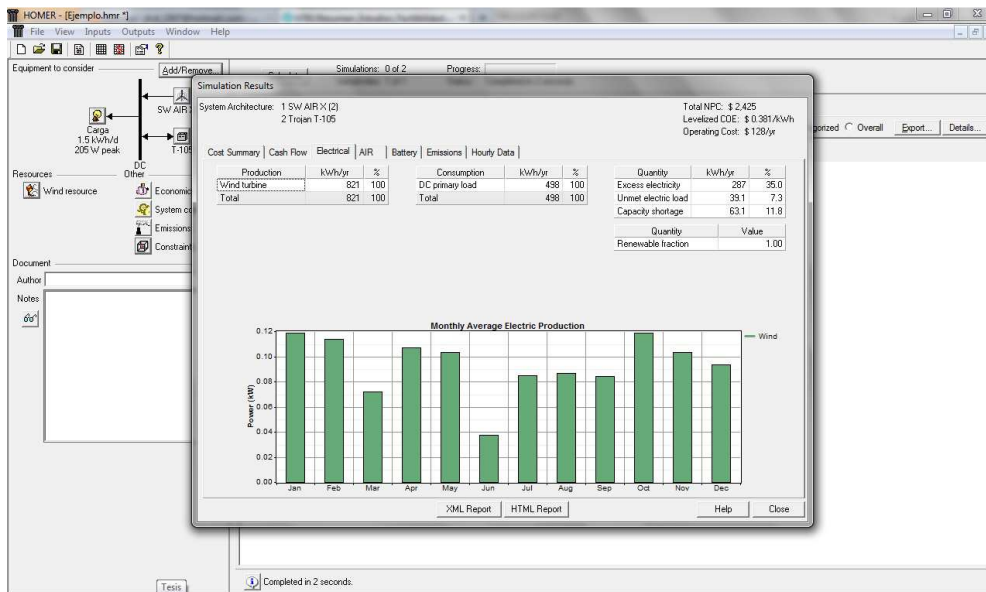 HOMER - [Ejemplo.hmr *]
File View Inputs Outputs Window Help
Equipment to consider Add/Remove...
Simulations: 0 of 2 Progress:
Simulation Results
System Architecture: 1 SW AIR X (2)
2 Trojan T-105
Total NPC: $ 2,425
Levelized COE: $ 0.381/kWh
Operating Cost: $ 128/yr
SW AIR
Carga
1.5 kWh/d
205 W peak
T-105
DC
Overall Export... Details...
Cost Summary Cash Flow Electrical AIR Battery Emissions Hourly Data
Production kWh/yr %
Wind turbine 821 100
Total 821 100
Consumption kWh/yr %
DC primary load 498 100
Total 498 100
Quantity kWh/yr %
Excess electricity 287 35.0
Unmet electric load 39.1 7.3
Capacity shortage 63.1 11.8
Quantity Value
Renewable fraction 1.00
Resources Other
Wind resource
Economic
System co
Emissions
Constraint
Document
Author
Notes
Monthly Average Electric Production
Wind
Power (kW)
0.12
0.10
0.08
0.06
0.04
0.02
0.00
Jan Feb Mar Apr May Jun Jul Aug Sep Oct Nov Dec
XML Report HTML Report Help Close
Completed in 2 seconds.
Tesis